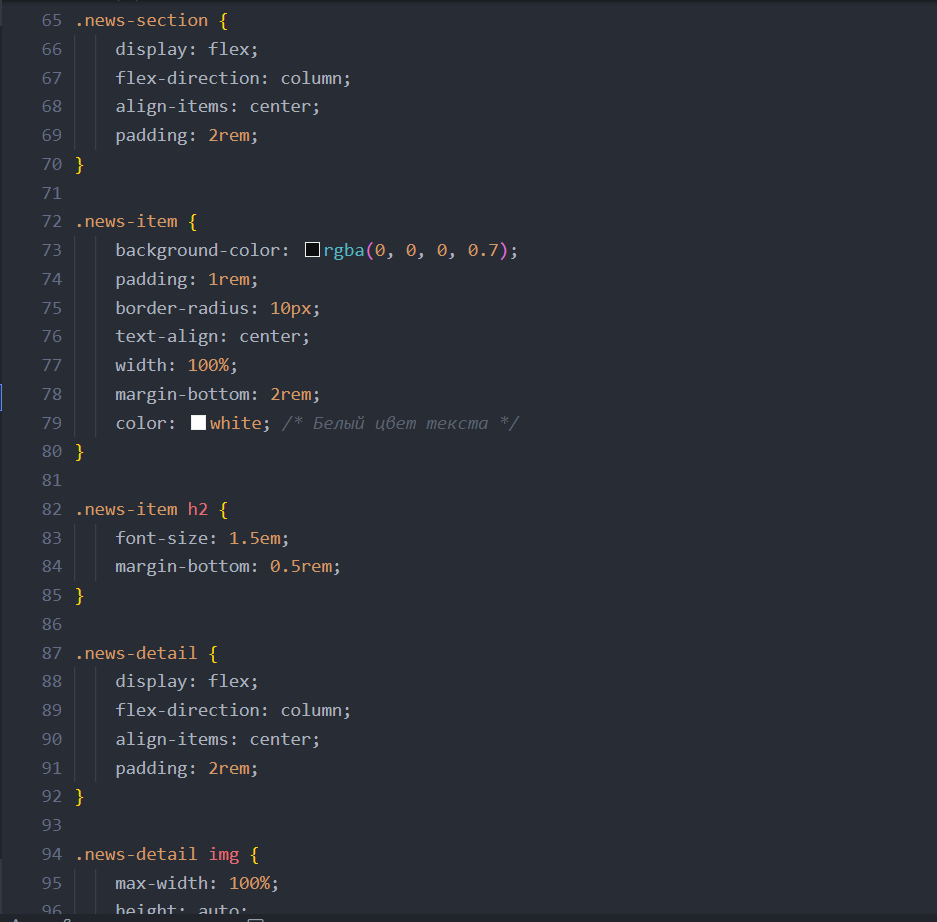 65 .news-section {
66 display: flex;
67 flex-direction: column;
68 align-items: center;
69 padding: 2rem;
70 }
71
72 .news-item {
73 background-color: rgba(0, 0, 0, 0.7);
74 padding: 1rem;
75 border-radius: 10px;
76 text-align: center;
77 width: 100%;
78 margin-bottom: 2rem;
79 color: white; /* Белый цвет текста */
80 }
81
82 .news-item h2 {
83 font-size: 1.5em;
84 margin-bottom: 0.5rem;
85 }
86
87 .news-detail {
88 display: flex;
89 flex-direction: column;
90 align-items: center;
91 padding: 2rem;
92 }
93
94 .news-detail img {
95 max-width: 100%;
96 height: auto;